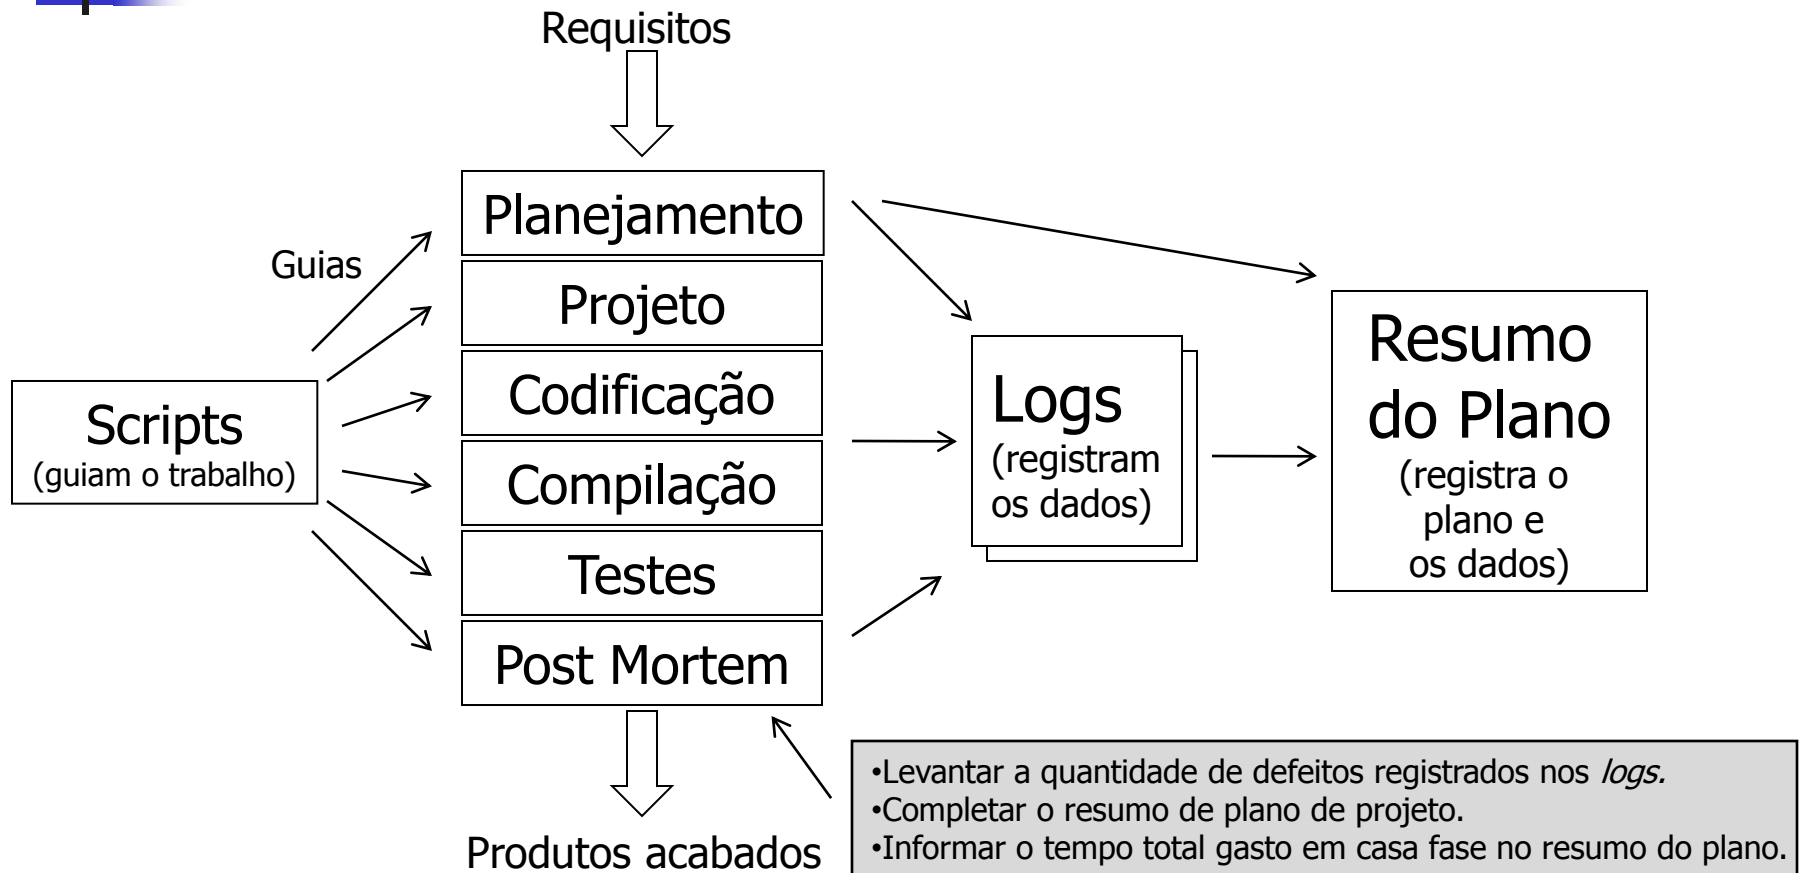 Requisitos
Planejamento
Guias
Projeto
Codificação
Scripts
(guiam o trabalho)
Compilação
Testes
Post Mortem
Logs
(registram
os dados)
Resumo
do Plano
(registra o
plano e
os dados)
Produtos acabados
•Levantar a quantidade de defeitos registrados nos logs.
•Completar o resumo de plano de projeto.
•Informar o tempo total gasto em casa fase no resumo do plano.